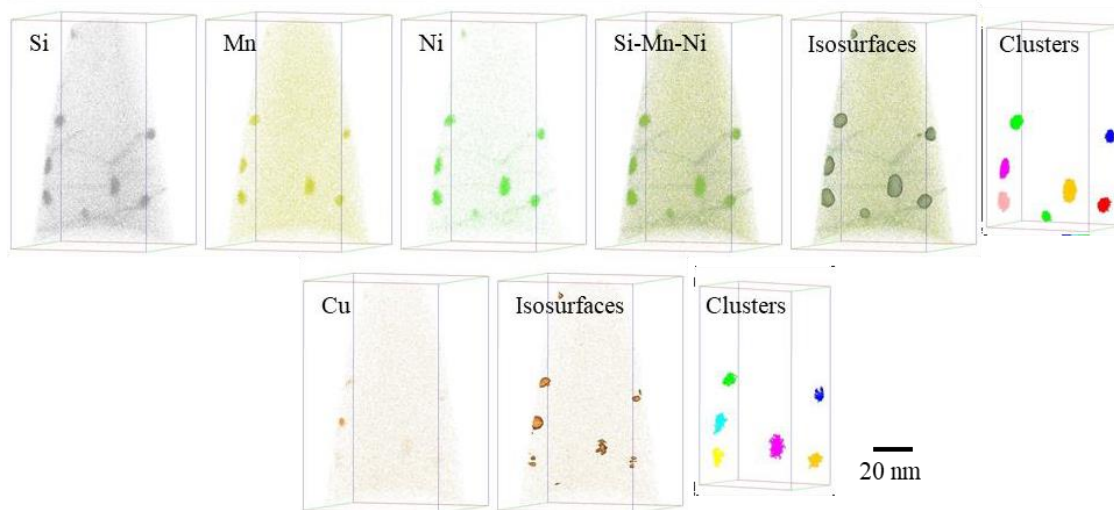 Si
Mn
Ni
Si-Mn-Ni
Isosurfaces
Clusters
Cu
Isosurfaces
Clusters
20 nm